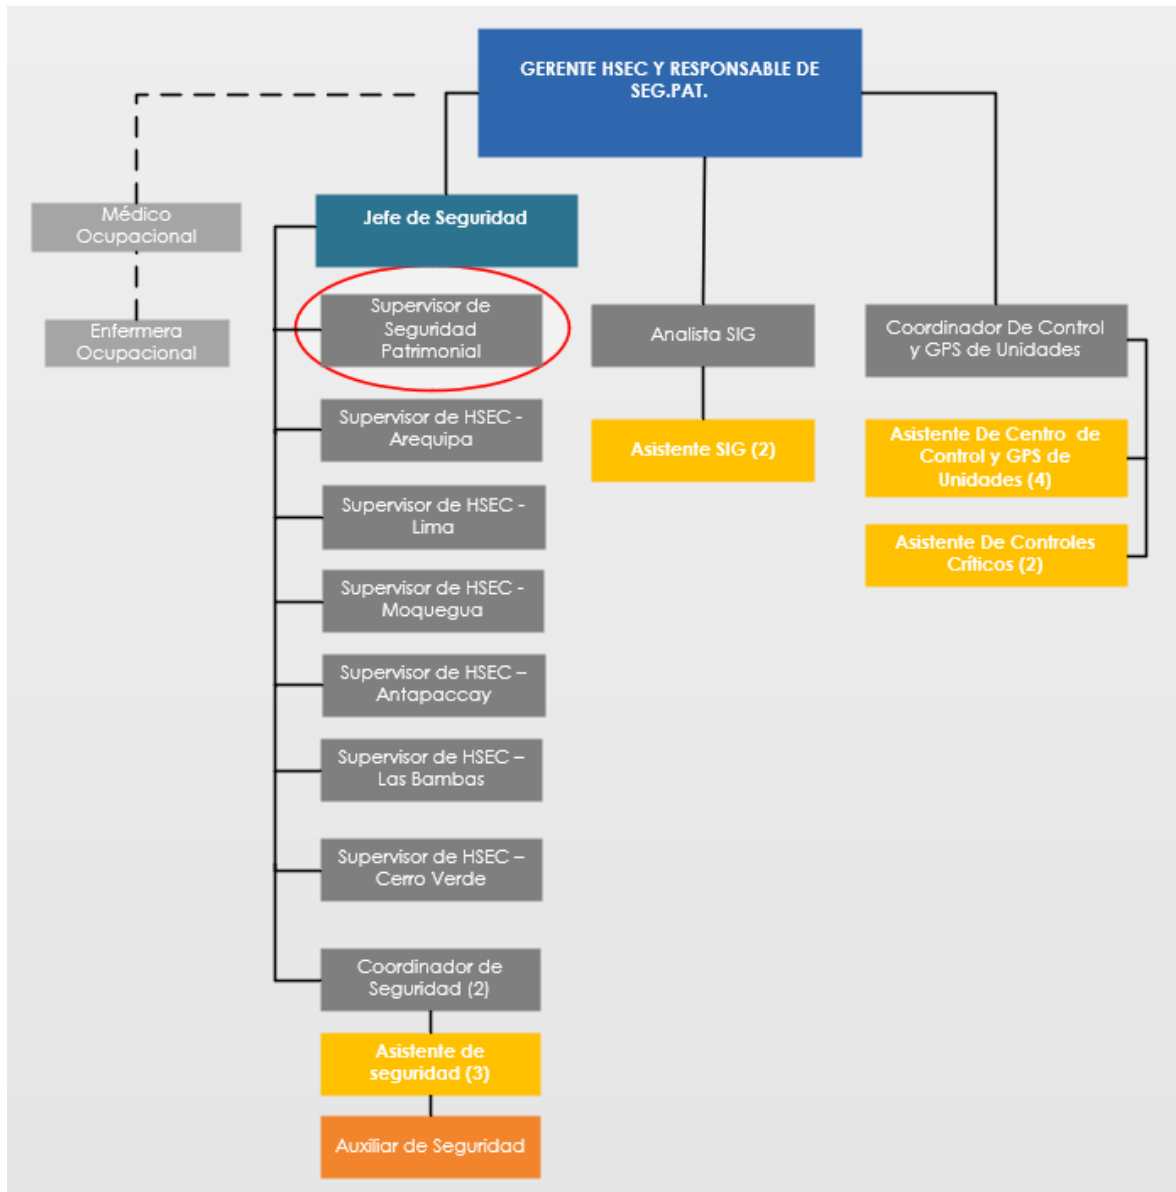 GERENTE HSEC Y RESPONSABLE DE
SEG.PAT.
Médico
Ocupacional
Enfermera
Ocupacional
Jefe de Seguridad
Supervisor de
Seguridad
Patrimonial
Supervisor de HSEC -
Arequipa
Supervisor de HSEC -
Lima
Supervisor de HSEC -
Moquegua
Supervisor de HSEC –
Antapaccay
Supervisor de HSEC –
Las Bambas
Supervisor de HSEC –
Cerro Verde
Coordinador de
Seguridad (2)
Asistente de
seguridad (3)
Auxiliar de Seguridad
Analista SIG
Asistente SIG (2)
Coordinador De Control
y GPS de Unidades
Asistente De Centro de
Control y GPS de
Unidades (4)
Asistente De Controles
Críticos (2)